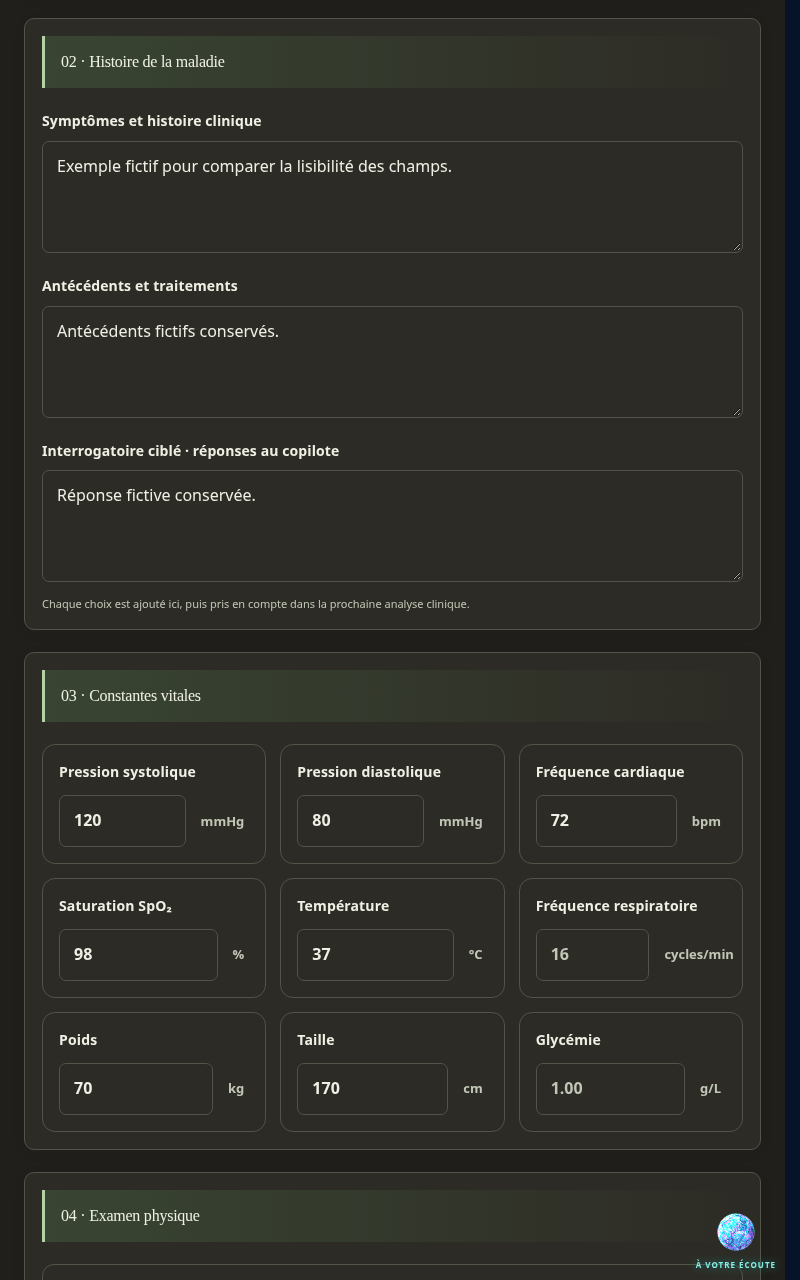 02 · Histoire de la maladie
Symptômes et histoire clinique
Exemple fictif pour comparer la lisibilité des champs.
Antécédents et traitements
Antécédents fictifs conservés.
Interrogatoire ciblé · réponses au copilote
Réponse fictive conservée.
Chaque choix est ajouté ici, puis pris en compte dans la prochaine analyse clinique.
03 · Constantes vitales
Pression systolique
120 mmHg
Pression diastolique
80 mmHg
Fréquence cardiaque
72 bpm
Saturation SpO₂
98 %
Température
37 °C
Fréquence respiratoire
16 cycles/min
Poids
70 kg
Taille
170 cm
Glycémie
1.00 g/L
04 · Examen physique
À VOTRE ÉCOUTE